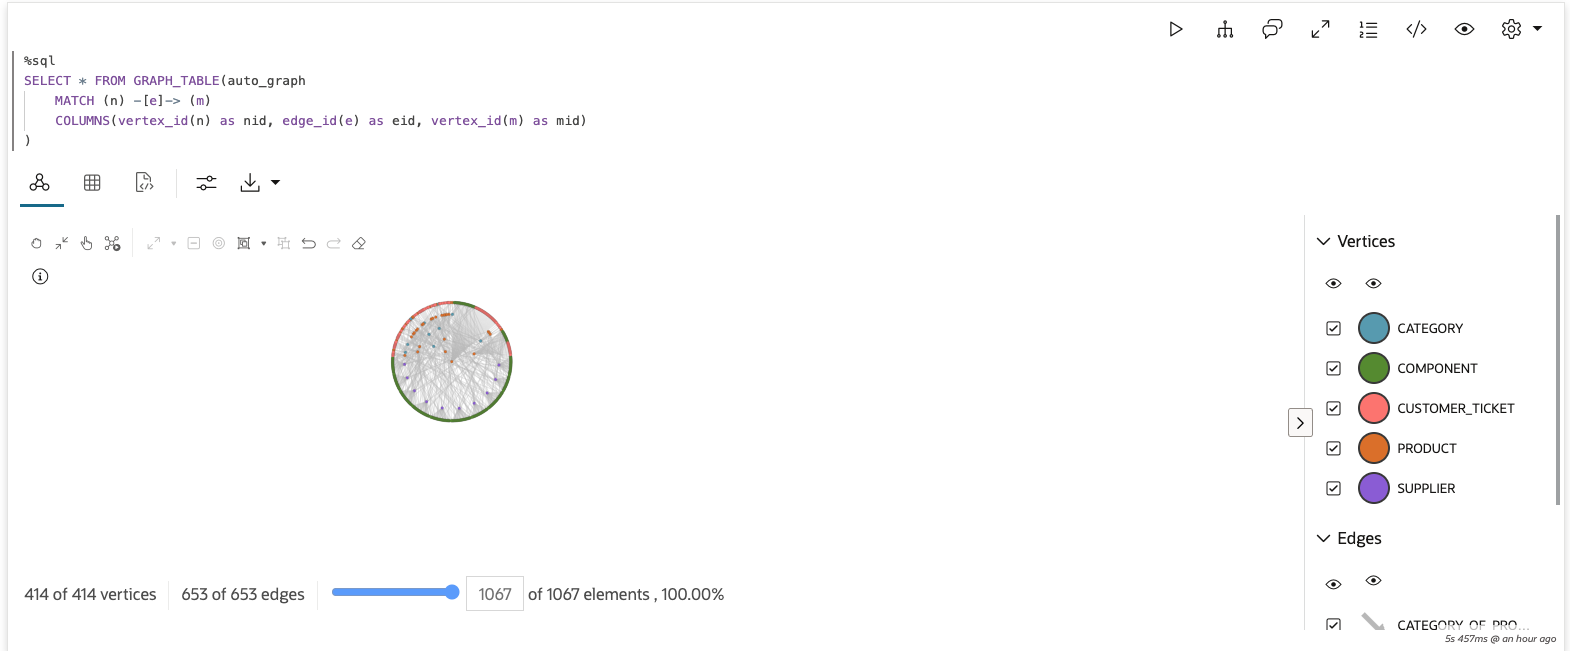 %sql
SELECT * FROM GRAPH_TABLE(auto_graph
MATCH (n) -[e]-> (m)
COLUMNS(vertex_id(n) as nid, edge_id(e) as eid, vertex_id(m) as mid)
)
Vertices
CATEGORY
COMPONENT
CUSTOMER_TICKET
PRODUCT
SUPPLIER
Edges
CATEGORY_OF_PRO...
414 of 414 vertices
653 of 653 edges
1067 of 1067 elements , 100.00%
5s 457ms @ an hour ago